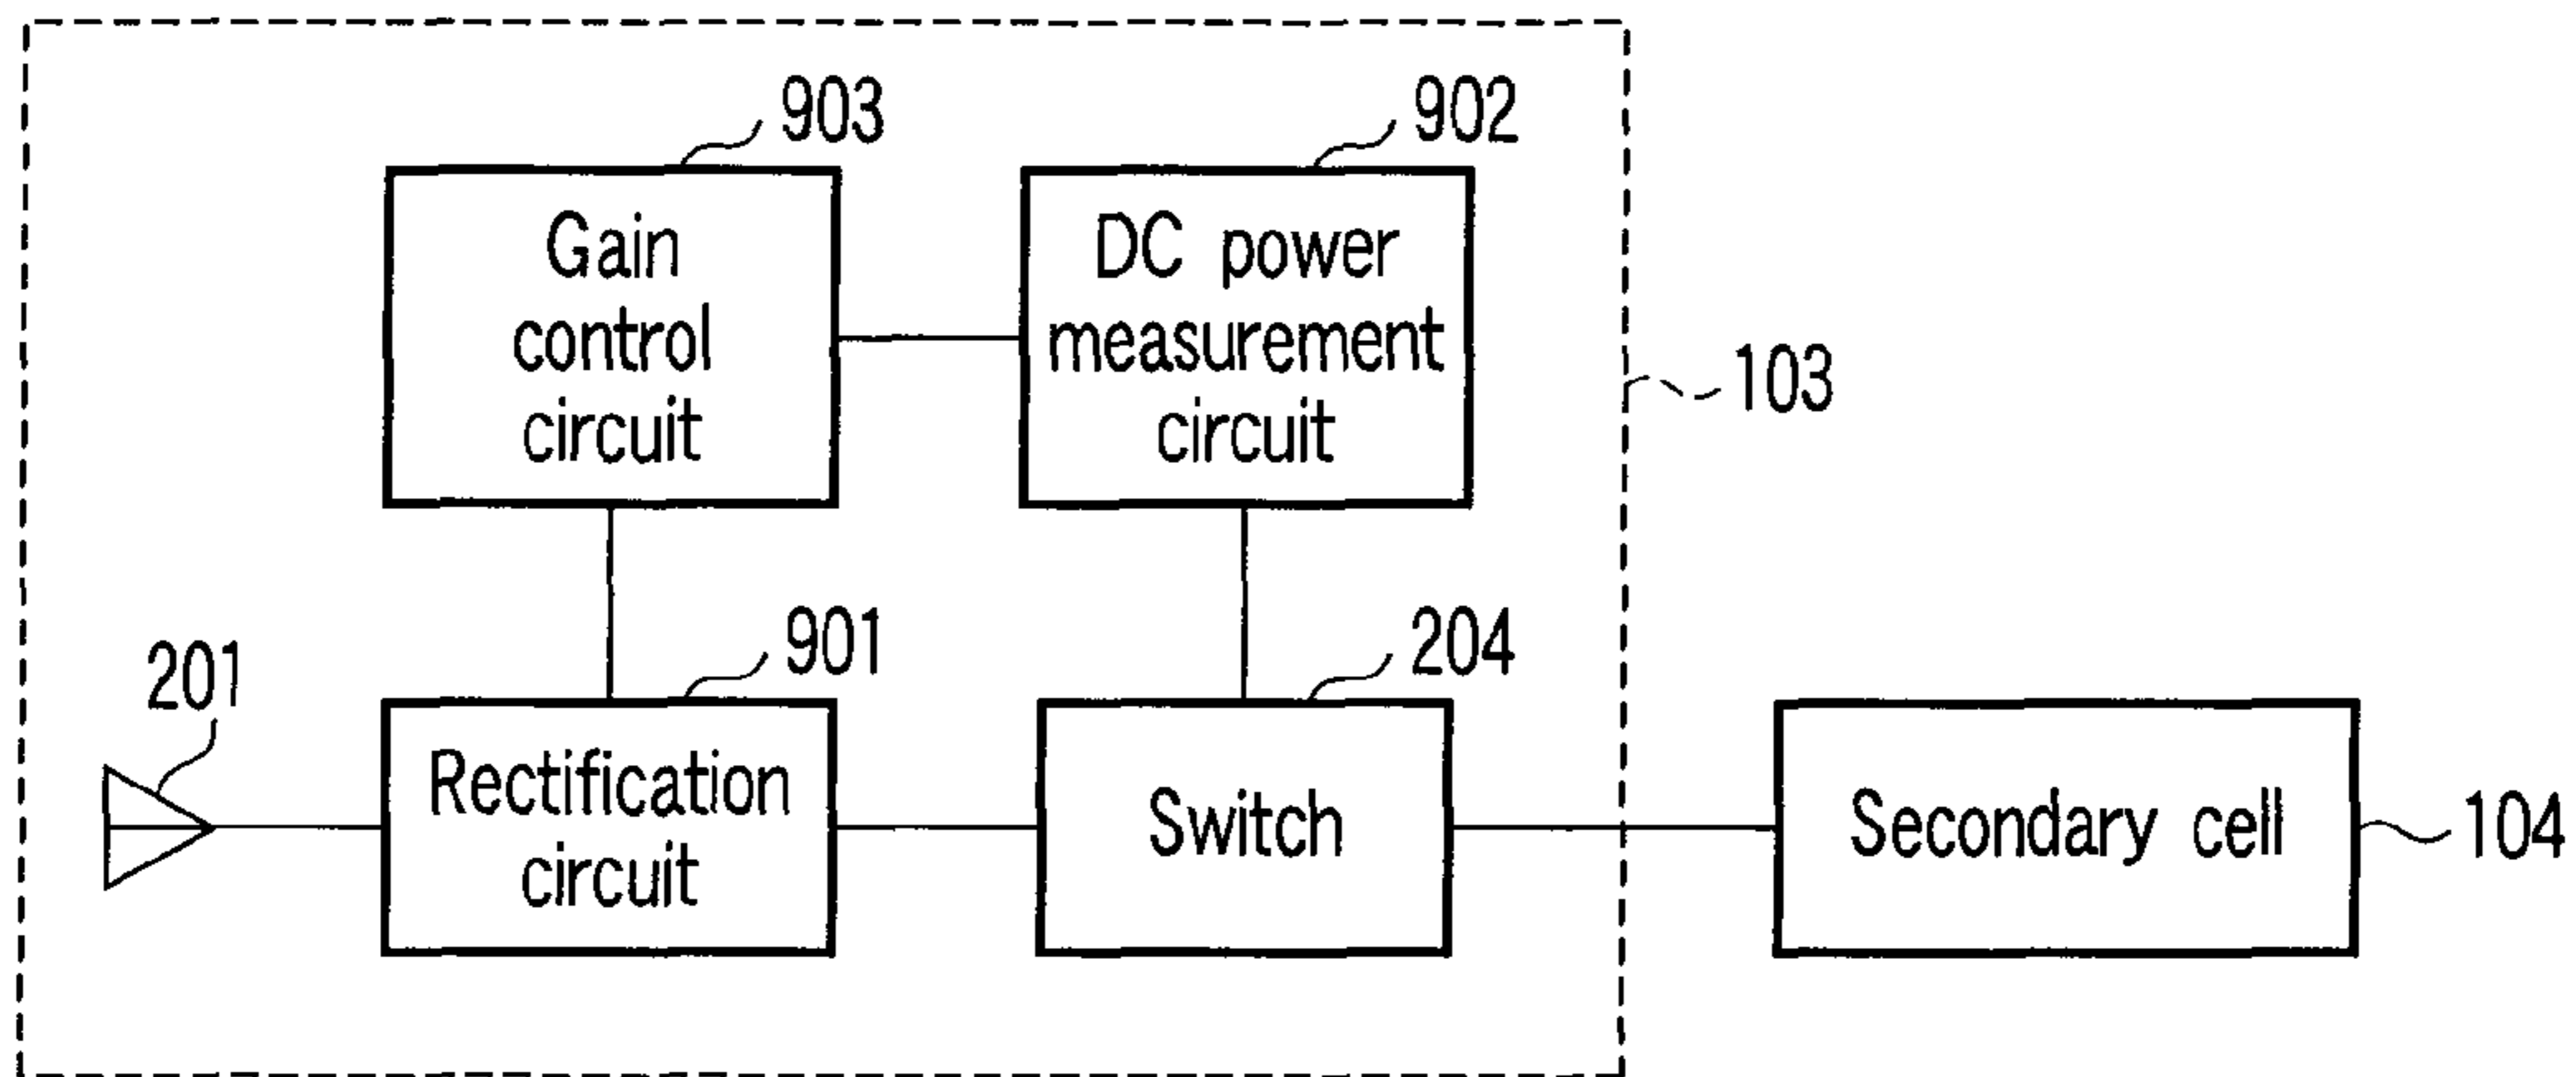 903
902
Gain
control
circuit
DC power
measurement
circuit
103
201
901
204
Rectification
circuit
Switch
Secondary cell
104